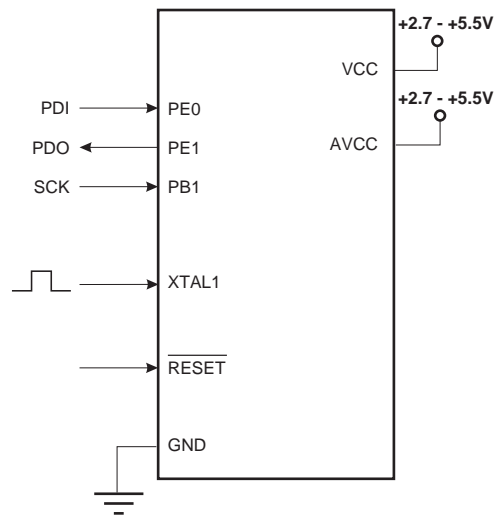 +2.7 - +5.5V
VCC
+2.7 - +5.5V
PDI PE0
PDO PE1 AVCC
SCK PB1
XTAL1
RESET
GND